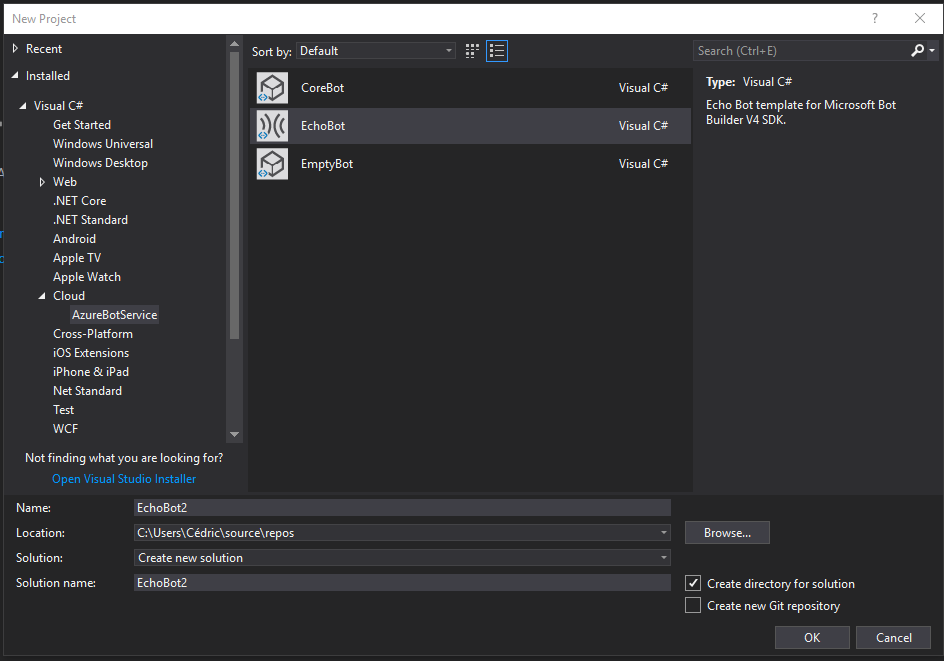 New Project
?
Recent
Installed
Visual C#
Get Started
Windows Universal
Windows Desktop
Web
.NET Core
.NET Standard
Android
Apple TV
Apple Watch
Cloud
AzureBotService
Cross-Platform
iOS Extensions
iPhone & iPad
Net Standard
Test
WCF
Not finding what you are looking for?
Open Visual Studio Installer
Sort by: Default
CoreBot Visual C#
EchoBot Visual C#
EmptyBot Visual C#
Search (Ctrl+E)
Type: Visual C#
Echo Bot template for Microsoft Bot
Builder V4 SDK.
Name: EchoBot2
Location: C:\Users\Cédric\source\repos
Browse...
Solution: Create new solution
Solution name: EchoBot2
Create directory for solution
Create new Git repository
OK Cancel